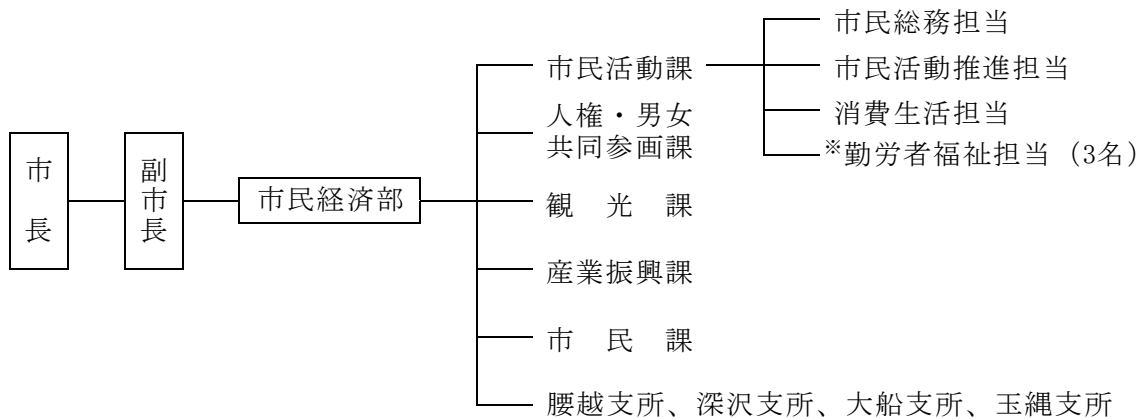 市長
副市長
市民経済部
市民活動課
市民総務担当
市民活動推進担当
消費生活担当
※勤労者福祉担当（3名）
人権・男女
共同参画課
観　光　課
産業振興課
市　民　課
腰越支所、深沢支所、大船支所、玉縄支所